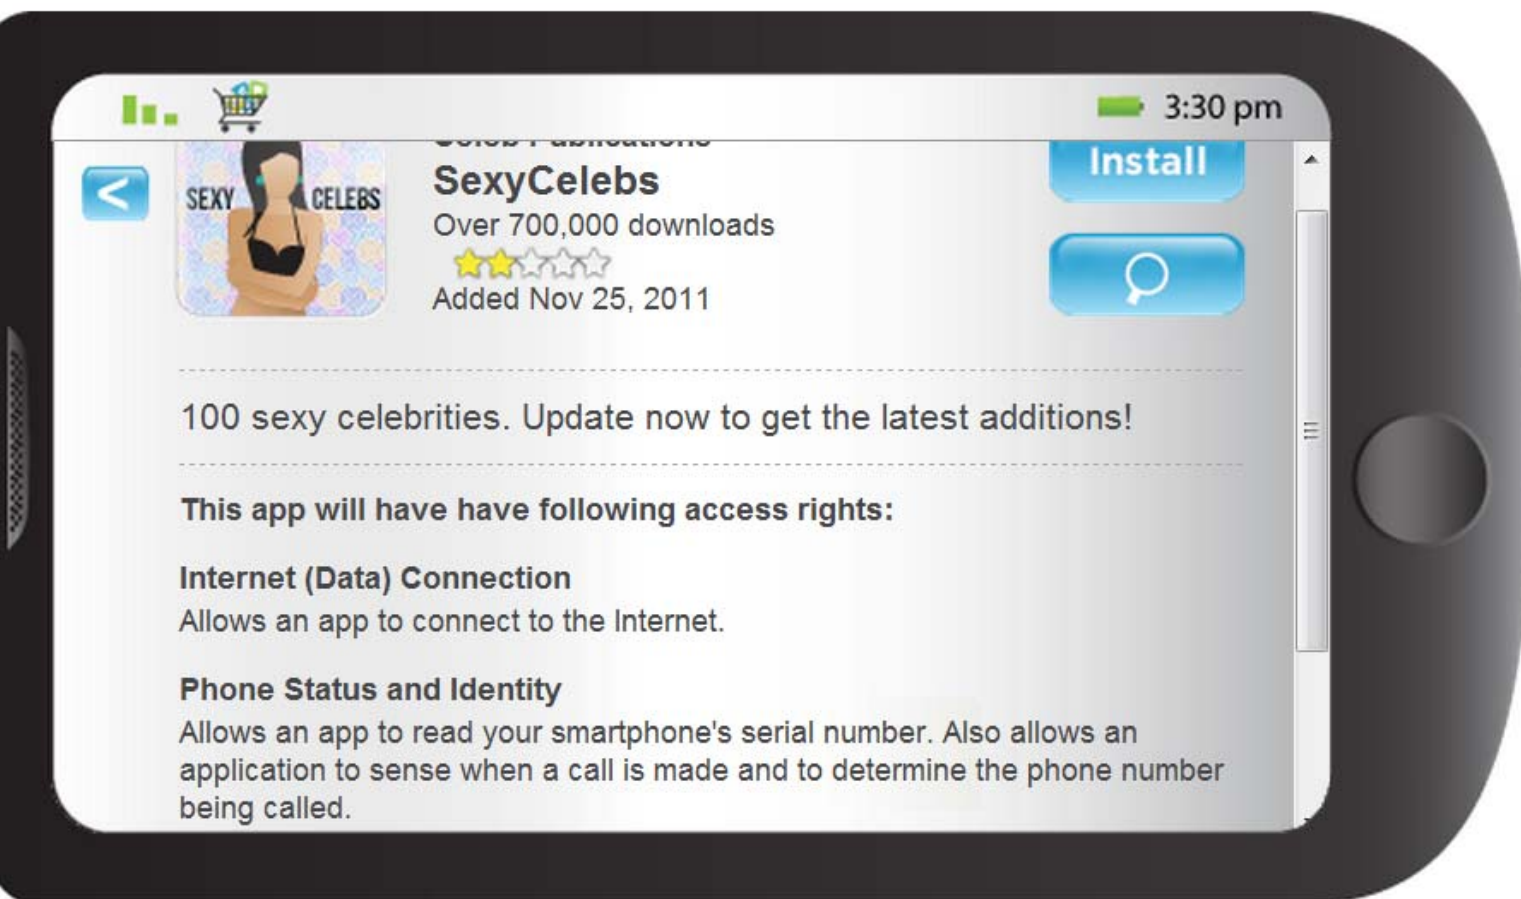 3:30 pm
Celeb Publications
SEXY CELEBS
SexyCelebs
Install
Over 700,000 downloads
Added Nov 25, 2011
100 sexy celebrities. Update now to get the latest additions!
This app will have have following access rights:
Internet (Data) Connection
Allows an app to connect to the Internet.
Phone Status and Identity
Allows an app to read your smartphone's serial number. Also allows an
application to sense when a call is made and to determine the phone number
being called.